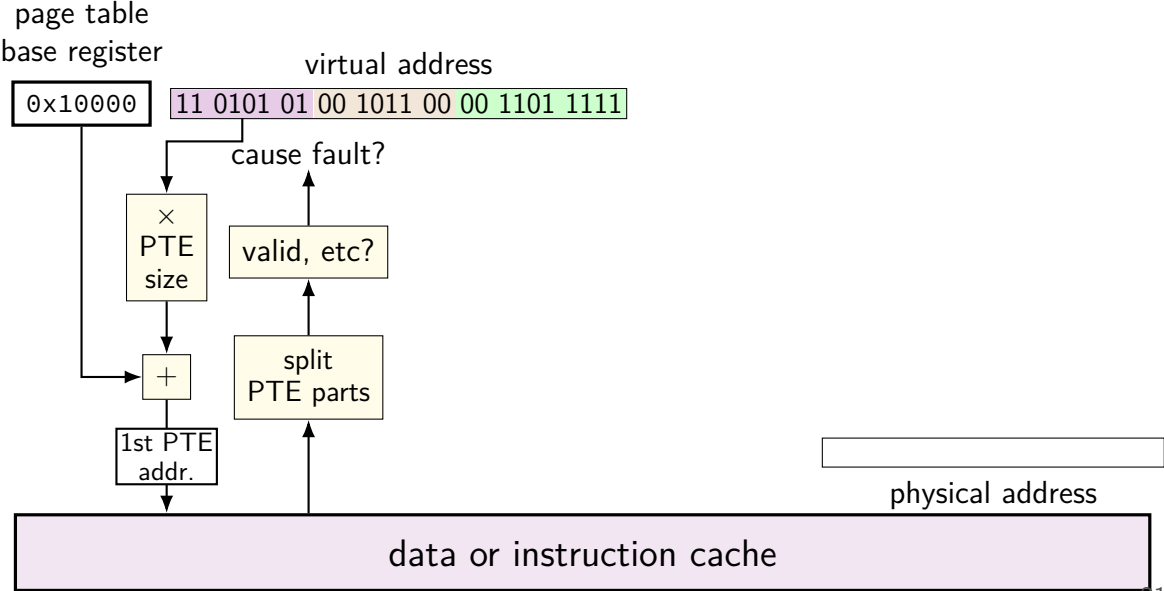 page table
base register
virtual address
0x10000
11 0101 01 00 1011 00 00 1101 1111
cause fault?
×
PTE
size
valid, etc?
split
PTE parts
+
1st PTE
addr.
physical address
data or instruction cache